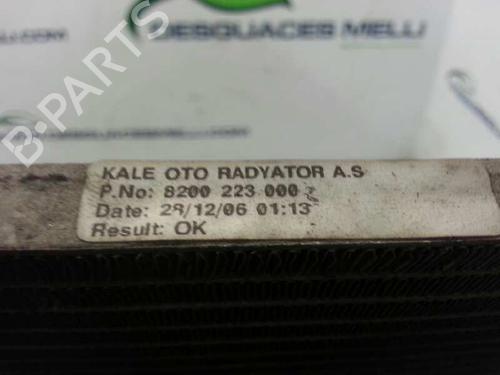 DESGUACES MELLI
B-PARTS
KALE OTO RADYATOR A.S
P.No: 8200 223 000
Date: 28/12/06 01:13
Result: OK